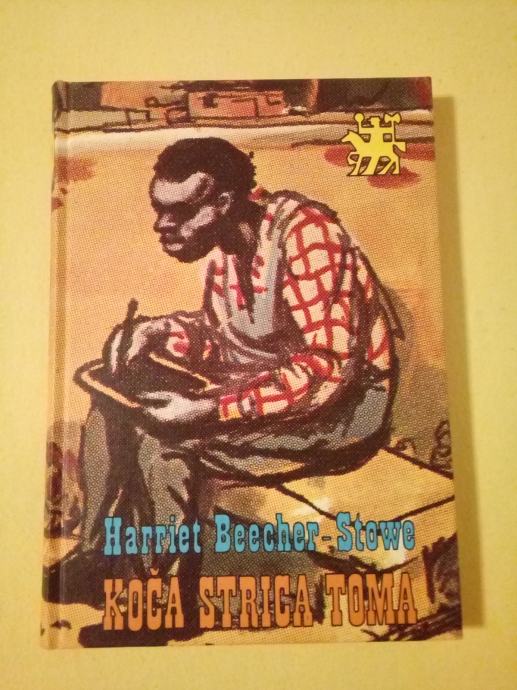 Harriet Beecher-Stowe
KOČA STRICA TOMA